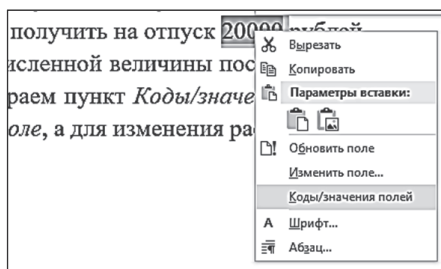 получить на отпуск 20000 рублей
исленной величины пос
раем пункт Коды/значе
оле, а для изменения ра
Вырезать
Копировать
Параметры вставки:
Обновить поле
Изменить поле...
Коды/значения полей
А Шрифт...
Абзац...